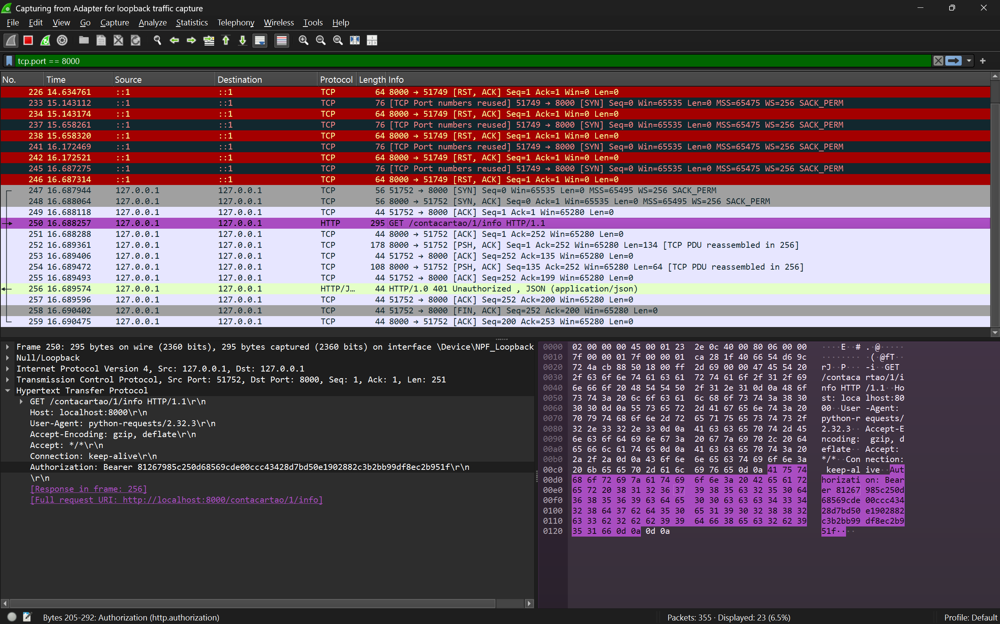 Capturing from Adapter for loopback traffic capture
File Edit View Go Capture Analyze Statistics Telephony Wireless Tools Help
tcp.port == 8000
No. Time Source Destination Protocol Length Info
226 14.634761 ::1 ::1 TCP 64 8000 → 51749 [RST, ACK] Seq=1 Ack=1 Win=0 Len=0
233 15.143112 ::1 ::1 TCP 76 [TCP Port numbers reused] 51749 → 8000 [SYN] Seq=0 Win=65535 Len=0 MSS=65475 WS=256 SACK_PERM
234 15.143174 ::1 ::1 TCP 64 8000 → 51749 [RST, ACK] Seq=1 Ack=1 Win=0 Len=0
237 15.658261 ::1 ::1 TCP 76 [TCP Port numbers reused] 51749 → 8000 [SYN] Seq=0 Win=65535 Len=0 MSS=65475 WS=256 SACK_PERM
238 15.658320 ::1 ::1 TCP 64 8000 → 51749 [RST, ACK] Seq=1 Ack=1 Win=0 Len=0
241 16.172469 ::1 ::1 TCP 76 [TCP Port numbers reused] 51749 → 8000 [SYN] Seq=0 Win=65535 Len=0 MSS=65475 WS=256 SACK_PERM
242 16.172521 ::1 ::1 TCP 64 8000 → 51749 [RST, ACK] Seq=1 Ack=1 Win=0 Len=0
245 16.687275 ::1 ::1 TCP 76 [TCP Port numbers reused] 51749 → 8000 [SYN] Seq=0 Win=65535 Len=0 MSS=65475 WS=256 SACK_PERM
246 16.687314 ::1 ::1 TCP 64 8000 → 51749 [RST, ACK] Seq=1 Ack=1 Win=0 Len=0
247 16.687944 127.0.0.1 127.0.0.1 TCP 56 51752 → 8000 [SYN] Seq=0 Win=65535 Len=0 MSS=65495 WS=256 SACK_PERM
248 16.688064 127.0.0.1 127.0.0.1 TCP 56 8000 → 51752 [SYN, ACK] Seq=0 Ack=1 Win=65535 Len=0 MSS=65495 WS=256 SACK_PERM
249 16.688118 127.0.0.1 127.0.0.1 TCP 44 51752 → 8000 [ACK] Seq=1 Ack=1 Win=65280 Len=0
250 16.688257 127.0.0.1 127.0.0.1 HTTP 295 GET /contacartao/1/info HTTP/1.1
251 16.688288 127.0.0.1 127.0.0.1 TCP 44 8000 → 51752 [ACK] Seq=1 Ack=252 Win=65280 Len=0
252 16.689361 127.0.0.1 127.0.0.1 TCP 178 8000 → 51752 [PSH, ACK] Seq=1 Ack=252 Win=65280 Len=134 [TCP PDU reassembled in 256]
253 16.689406 127.0.0.1 127.0.0.1 TCP 44 51752 → 8000 [ACK] Seq=252 Ack=135 Win=65280 Len=0
254 16.689472 127.0.0.1 127.0.0.1 TCP 108 8000 → 51752 [PSH, ACK] Seq=135 Ack=252 Win=65280 Len=64 [TCP PDU reassembled in 256]
255 16.689493 127.0.0.1 127.0.0.1 TCP 44 51752 → 8000 [ACK] Seq=252 Ack=199 Win=65280 Len=0
256 16.689574 127.0.0.1 127.0.0.1 HTTP/J… 44 HTTP/1.0 401 Unauthorized , JSON (application/json)
257 16.689596 127.0.0.1 127.0.0.1 TCP 44 51752 → 8000 [ACK] Seq=252 Ack=200 Win=65280 Len=0
258 16.690402 127.0.0.1 127.0.0.1 TCP 44 51752 → 8000 [FIN, ACK] Seq=252 Ack=200 Win=65280 Len=0
259 16.690475 127.0.0.1 127.0.0.1 TCP 44 8000 → 51752 [ACK] Seq=200 Ack=253 Win=65280 Len=0
Frame 250: 295 bytes on wire (2360 bits), 295 bytes captured (2360 bits) on interface \Device\NPF_Loopback
Null/Loopback
Internet Protocol Version 4, Src: 127.0.0.1, Dst: 127.0.0.1
Transmission Control Protocol, Src Port: 51752, Dst Port: 8000, Seq: 1, Ack: 1, Len: 251
Hypertext Transfer Protocol
GET /contacartao/1/info HTTP/1.1\r\n
Host: localhost:8000\r\n
User-Agent: python-requests/2.32.3\r\n
Accept-Encoding: gzip, deflate\r\n
Accept: */*\r\n
Connection: keep-alive\r\n
Authorization: Bearer 81267985c250d68569cde00ccc43428d7bd50e1902882c3b2bb99df8ec2b951f\r\n
\r\n
[Response in frame: 256]
[Full request URI: http://localhost:8000/contacartao/1/info]
0000 02 00 00 00 45 00 01 23 2e 0c 40 00 80 06 00 00 ····E··# .·@·····
0010 7f 00 00 01 7f 00 00 01 ca 28 1f 40 66 54 d6 9c ········ ·(·@fT··
0020 72 4a cb 88 50 18 00 ff 2d 69 00 00 47 45 54 20 rJ··P··· -i··GET
0030 2f 63 6f 6e 74 61 63 61 72 74 61 6f 2f 31 2f 69 /contaca rtao/1/i
0040 6e 66 6f 20 48 54 54 50 2f 31 2e 31 0d 0a 48 6f nfo HTTP /1.1··Ho
0050 73 74 3a 20 6c 6f 63 61 6c 68 6f 73 74 3a 38 30 st: loca lhost:80
0060 30 30 0d 0a 55 73 65 72 2d 41 67 65 6e 74 3a 20 00··User -Agent:
0070 70 79 74 68 6f 6e 2d 72 65 71 75 65 73 74 73 2f python-r equests/
0080 32 2e 33 32 2e 33 0d 0a 41 63 63 65 70 74 2d 45 2.32.3·· Accept-E
0090 6e 63 6f 64 69 6e 67 3a 20 67 7a 69 70 2c 20 64 ncoding: gzip, d
00a0 65 66 6c 61 74 65 0d 0a 41 63 63 65 70 74 3a 20 eflate·· Accept:
00b0 2a 2f 2a 0d 0a 43 6f 6e 6e 65 63 74 69 6f 6e 3a */*··Con nection:
00c0 20 6b 65 65 70 2d 61 6c 69 76 65 0d 0a 41 75 74 keep-al ive··Aut
00d0 68 6f 72 69 7a 61 74 69 6f 6e 3a 20 42 65 61 72 horizati on: Bear
00e0 65 72 20 38 31 32 36 37 39 38 35 63 32 35 30 64 er 81267 985c250d
00f0 36 38 35 36 39 63 64 65 30 30 63 63 63 34 33 34 68569cde 00ccc434
0100 32 38 64 37 62 64 35 30 65 31 39 30 32 38 38 32 28d7bd50 e1902882
0110 63 33 62 32 62 62 39 39 64 66 38 65 63 32 62 39 c3b2bb99 df8ec2b9
0120 35 31 66 0d 0a 0d 0a 51f····
Bytes 205-292: Authorization (http.authorization)
Packets: 355 · Displayed: 23 (6.5%)
Profile: Default